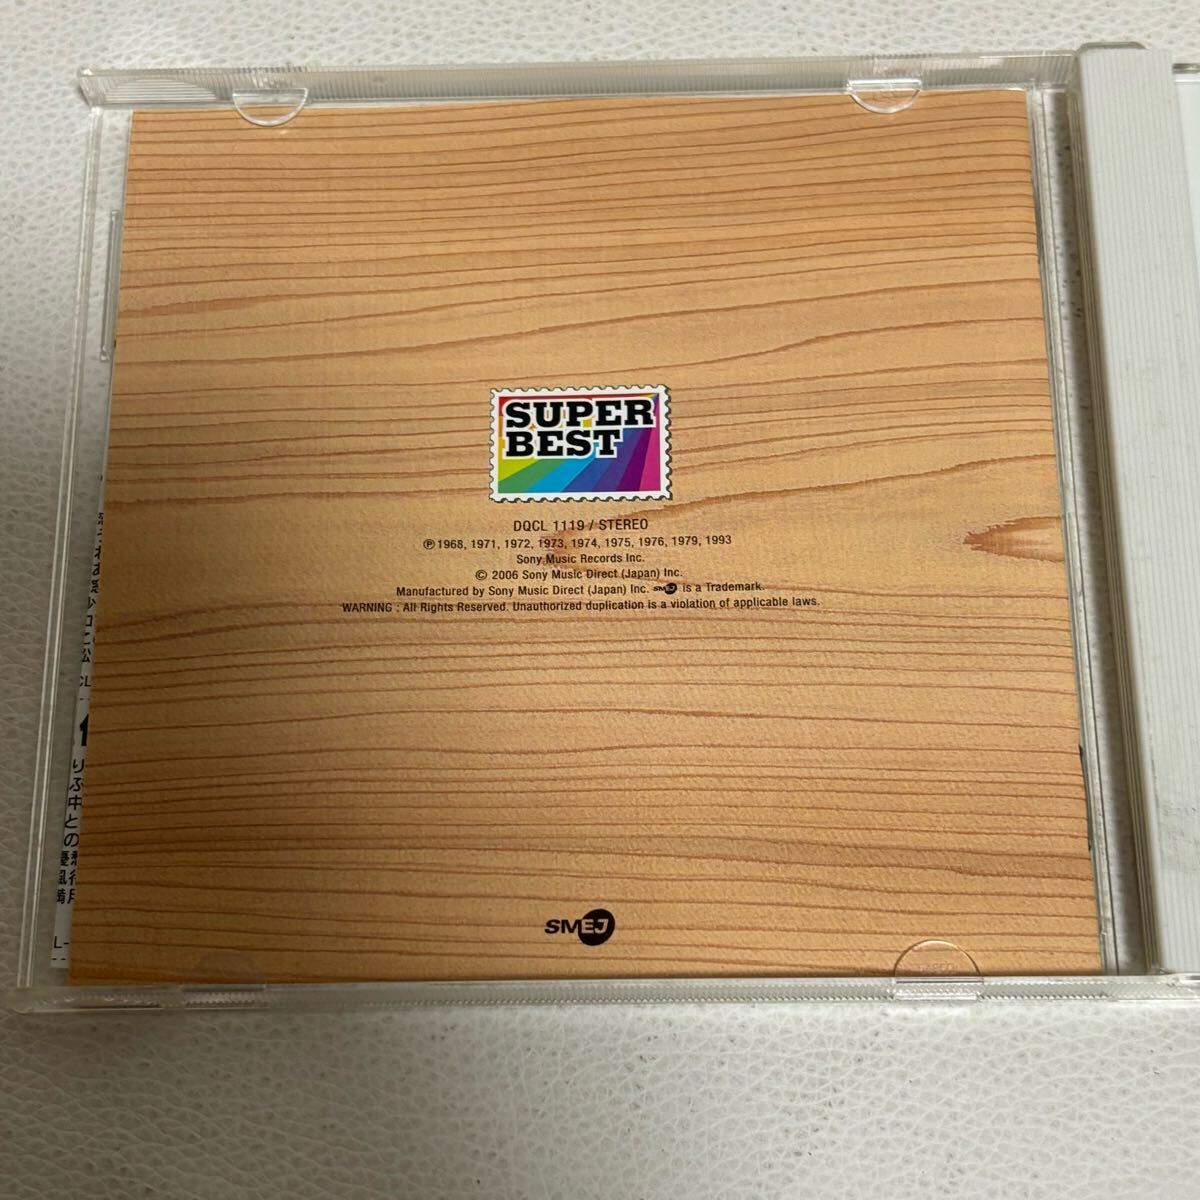 SUPER
BEST
DQCL 1119 / STEREO
℗1968, 1971, 1972, 1973, 1974, 1975, 1976, 1979, 1993
Sony Music Records Inc.
© 2006 Sony Music Direct (Japan) Inc.
Manufactured by Sony Music Direct (Japan) Inc. SMEJ is a Trademark.
WARNING : All Rights Reserved. Unauthorized duplication is a violation of applicable laws.
SMEJ